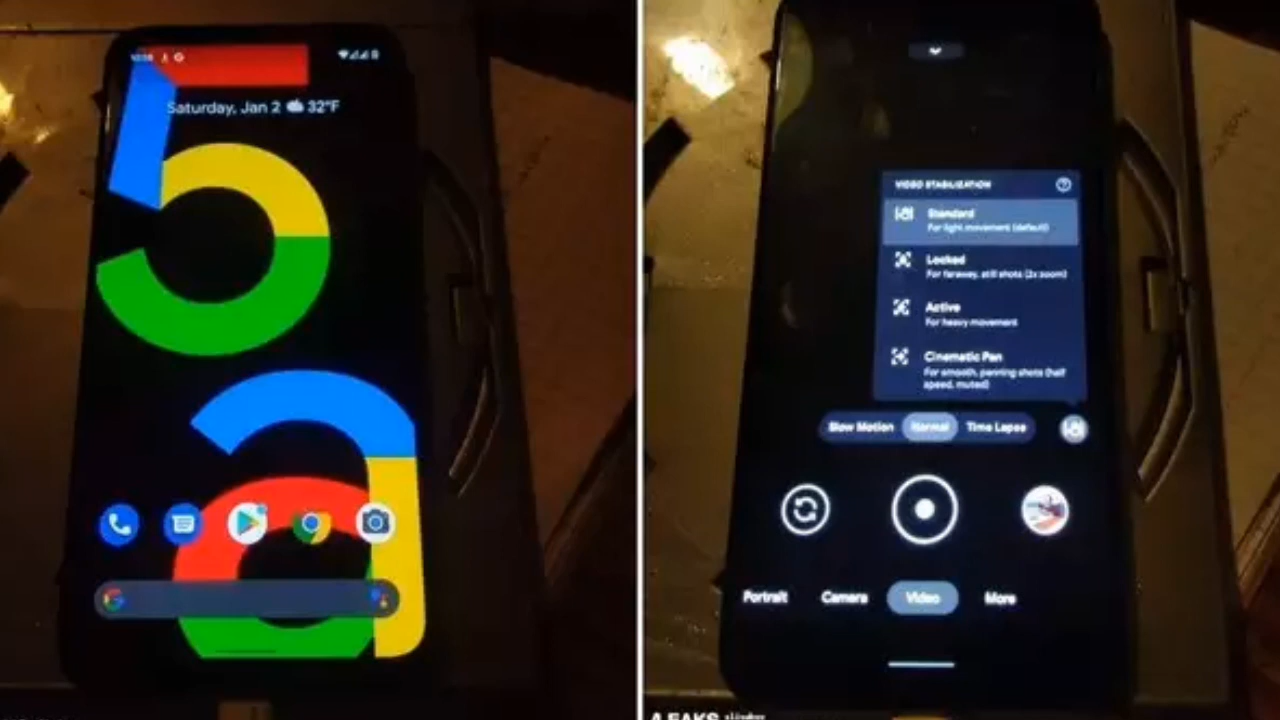 5
a
Saturday, Jan 2 32°F
VIDEO STABILIZATION
Standard
For light movement (default)
Locked
For faraway, still shots (2x zoom)
Active
For heavy movement
Cinematic Pan
For smooth, panning shots (half
speed, muted)
Slow Motion Normal Time Lapse
Portrait Camera Video More